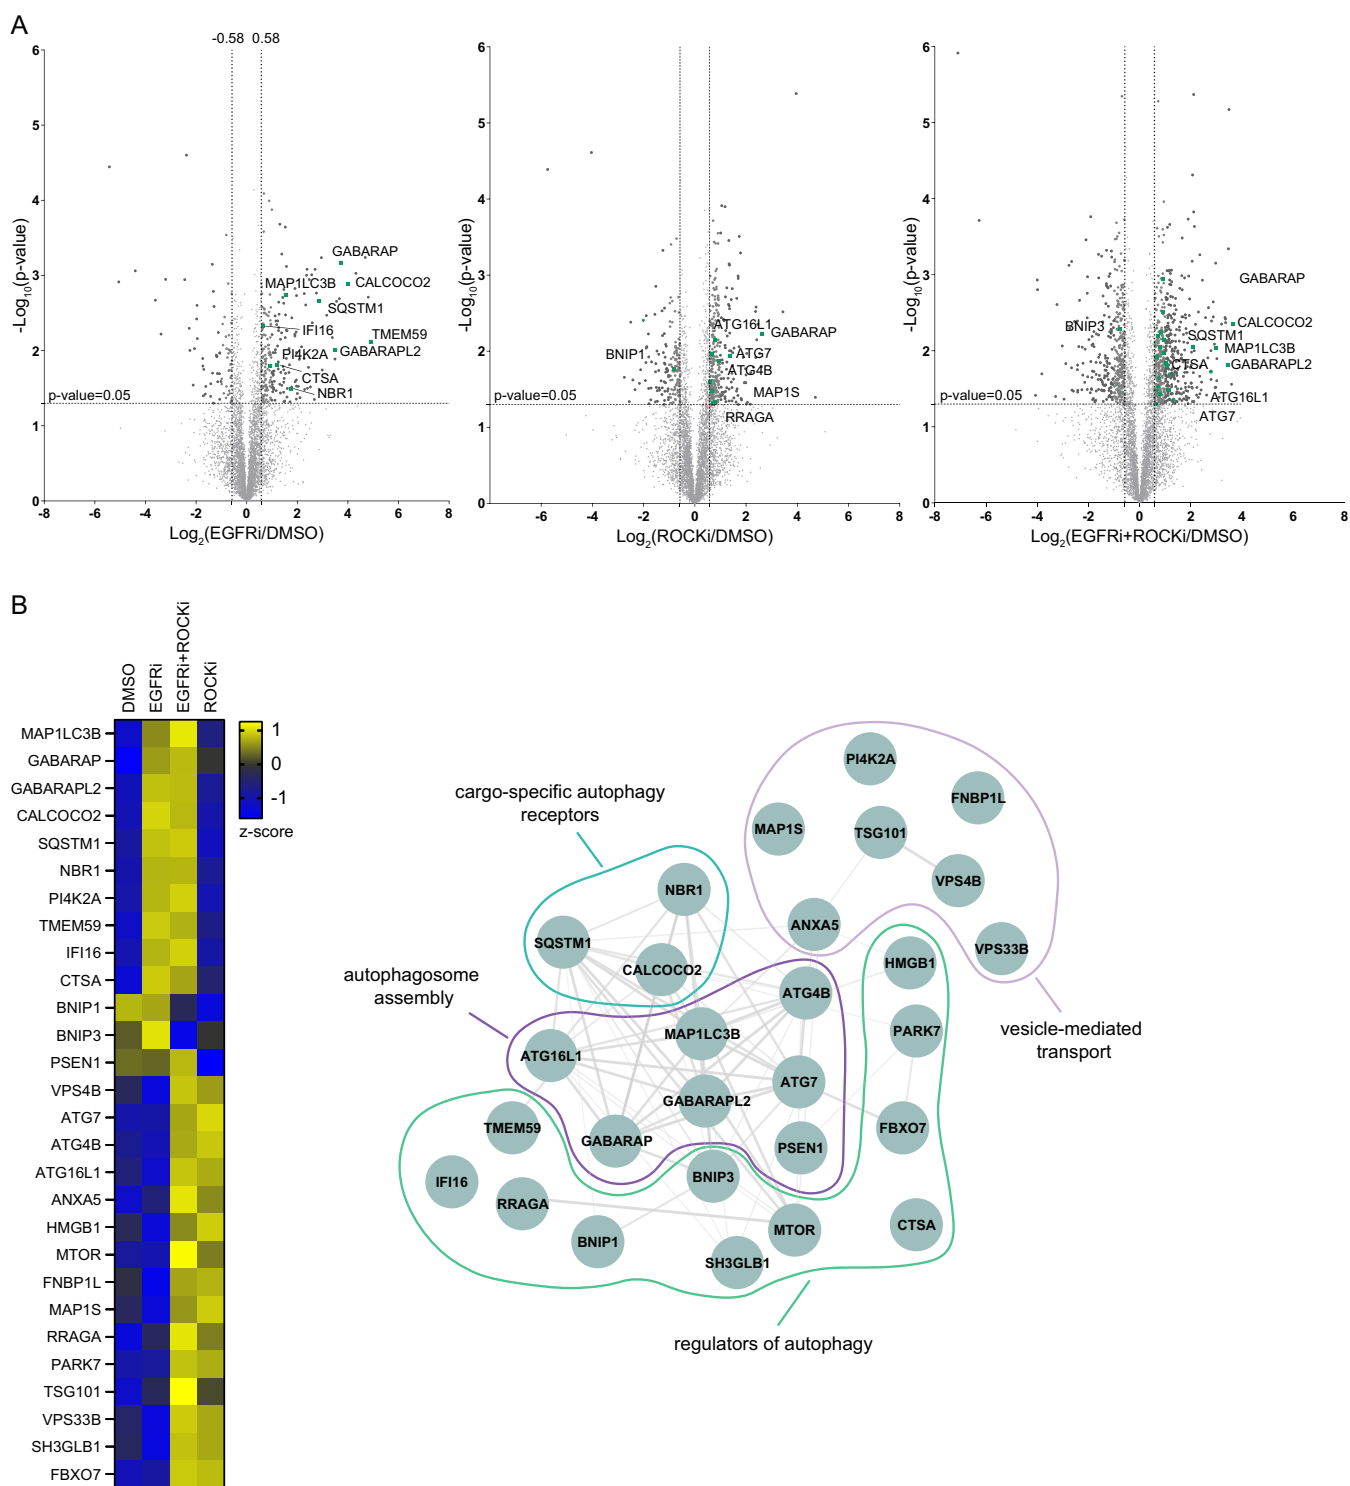 A
-0.58 0.58
6
5
4
3
2
1
0
-Log10(p-value)
GABARAP
MAP1LC3B
CALCOCO2
SQSTM1
IFI16
TMEM59
PI4K2A
GABARAPL2
CTSA
NBR1
p-value=0.05
-8 -6 -4 -2 0 2 4 6 8
Log2(EGFRi/DMSO)
6
5
4
3
2
1
0
-Log10(p-value)
ATG16L1
GABARAP
BNIP1
ATG7
ATG4B
MAP1S
RRAGA
-6 -4 -2 0 2 4 6 8
Log2(ROCKi/DMSO)
6
5
4
3
2
1
0
-Log10(p-value)
GABARAP
BNIP3
CALCOCO2
SQSTM1
MAP1LC3B
CTSA
GABARAPL2
ATG16L1
ATG7
p-value=0.05
-8 -6 -4 -2 0 2 4 6 8
Log2(EGFRi+ROCKi/DMSO)
B
DMSO
EGFRi
EGFRi+ROCKi
ROCKi
1
0
-1
z-score
MAP1LC3B
GABARAP
GABARAPL2
CALCOCO2
SQSTM1
NBR1
PI4K2A
TMEM59
IFI16
CTSA
BNIP1
BNIP3
PSEN1
VPS4B
ATG7
ATG4B
ATG16L1
ANXA5
HMGB1
MTOR
FNBP1L
MAP1S
RRAGA
PARK7
TSG101
VPS33B
SH3GLB1
FBXO7
cargo-specific autophagy
receptors
autophagosome
assembly
vesicle-mediated
transport
regulators of autophagy
PI4K2A
FNBP1L
MAP1S
TSG101
VPS4B
NBR1
ANXA5
SQSTM1
VPS33B
HMGB1
CALCOCO2
ATG4B
PARK7
MAP1LC3B
ATG16L1
ATG7
GABARAPL2
TMEM59
FBXO7
GABARAP
PSEN1
BNIP3
IFI16
RRAGA
CTSA
MTOR
BNIP1
SH3GLB1